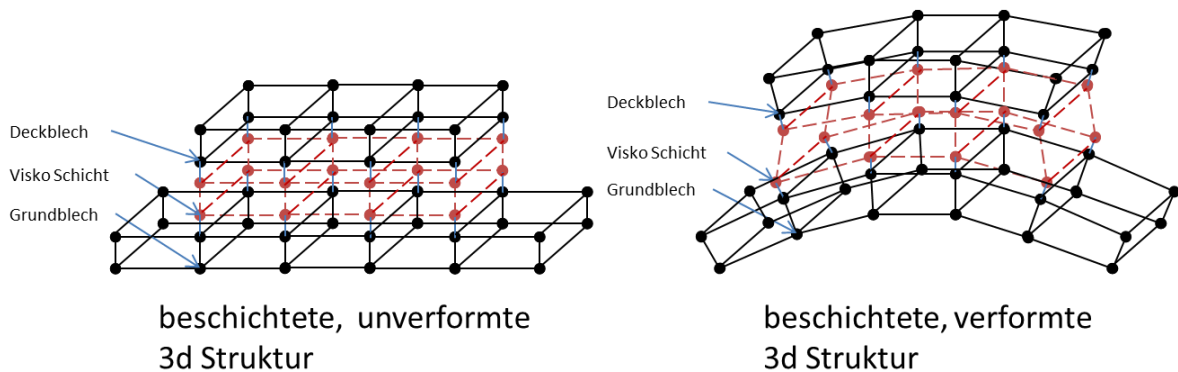 Deckblech
Visko Schicht
Grundblech
beschichtete, unverformte
3d Struktur
Deckblech
Visko Schicht
Grundblech
beschichtete, verformte
3d Struktur